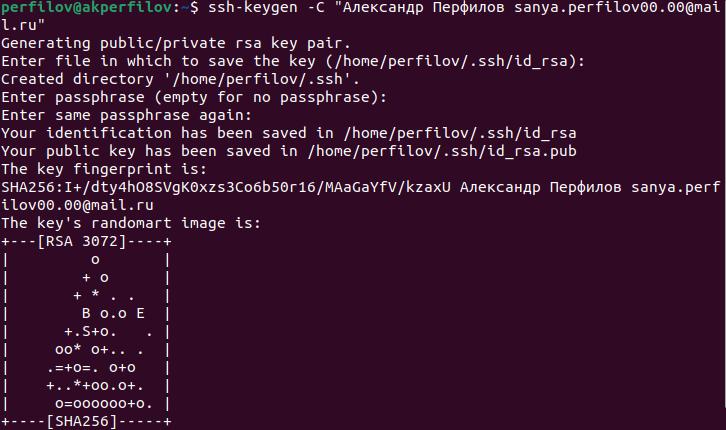 perfilov@akperfilov:~$ ssh-keygen -C "Александр Перфилов sanya.perfilov00.00@mai
l.ru"
Generating public/private rsa key pair.
Enter file in which to save the key (/home/perfilov/.ssh/id_rsa):
Created directory '/home/perfilov/.ssh'.
Enter passphrase (empty for no passphrase):
Enter same passphrase again:
Your identification has been saved in /home/perfilov/.ssh/id_rsa
Your public key has been saved in /home/perfilov/.ssh/id_rsa.pub
The key fingerprint is:
SHA256:I+/dty4hO8SVgK0xzs3Co6b50r16/MAaGaYfV/kzaxU Александр Перфилов sanya.perf
ilov00.00@mail.ru
The key's randomart image is:
+---[RSA 3072]----+
|          o      |
|         + o     |
|        + * . .  |
|         B o.o E |
|       +.S+o.   . |
|      oo* o+.. . |
|     .=+o=. o+o  |
|     +..*+oo.o+. |
|      o=oooooo+o. |
+----[SHA256]-----+